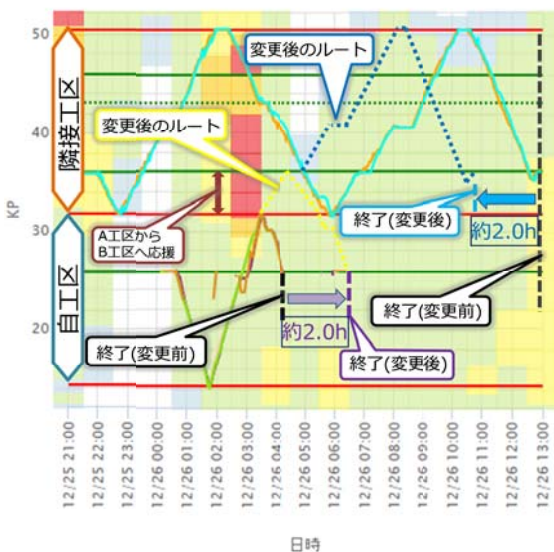 50
40
30
20
KP
隣接工区
自工区
変更後のルート
変更後のルート
A工区から
B工区へ応援
終了(変更後)
約2.0h
終了(変更前)
約2.0h
終了(変更前)
終了(変更後)
12/25 21:00
12/25 22:00
12/25 23:00
12/26 00:00
12/26 01:00
12/26 02:00
12/26 03:00
12/26 04:00
12/26 05:00
12/26 06:00
12/26 07:00
12/26 08:00
12/26 09:00
12/26 10:00
12/26 11:00
12/26 12:00
12/26 13:00
日時